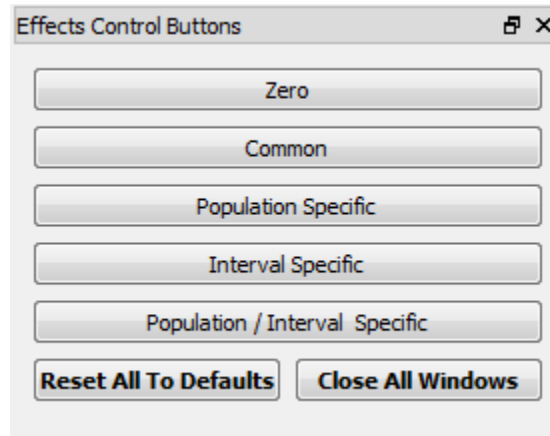 Effects Control Buttons
Zero
Common
Population Specific
Interval Specific
Population / Interval  Specific
Reset All To Defaults Close All Windows